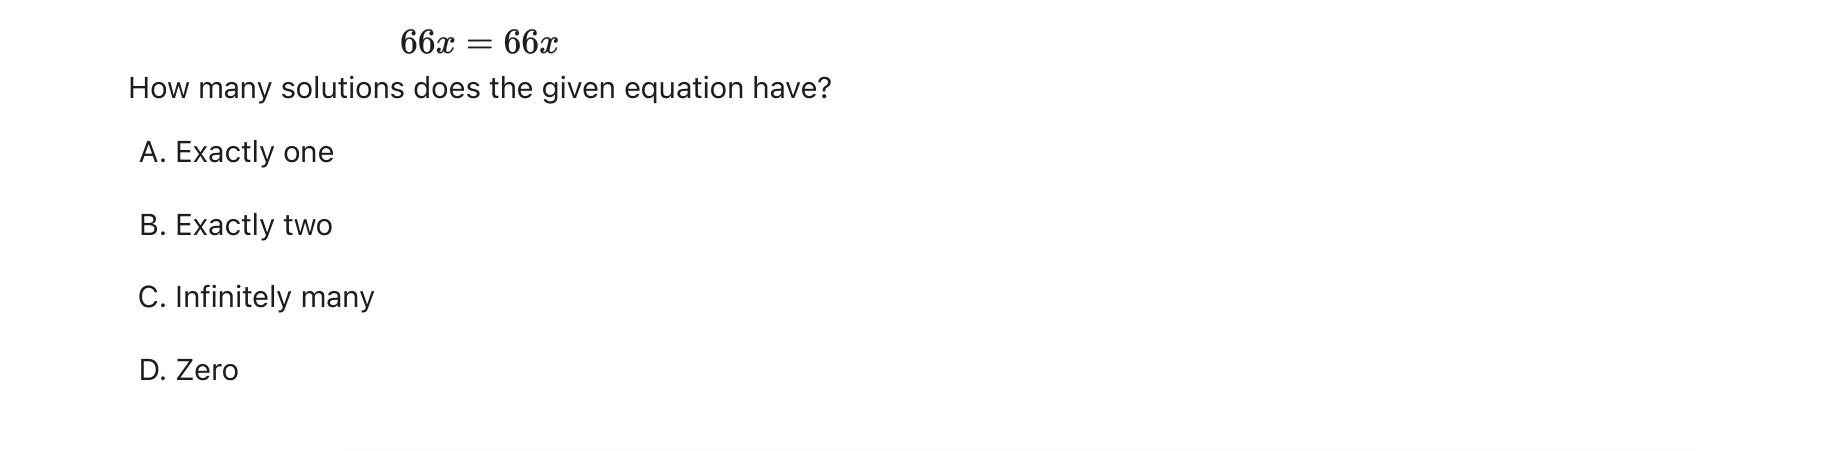 66x = 66x
How many solutions does the given equation have?
A. Exactly one
B. Exactly two
C. Infinitely many
D. Zero